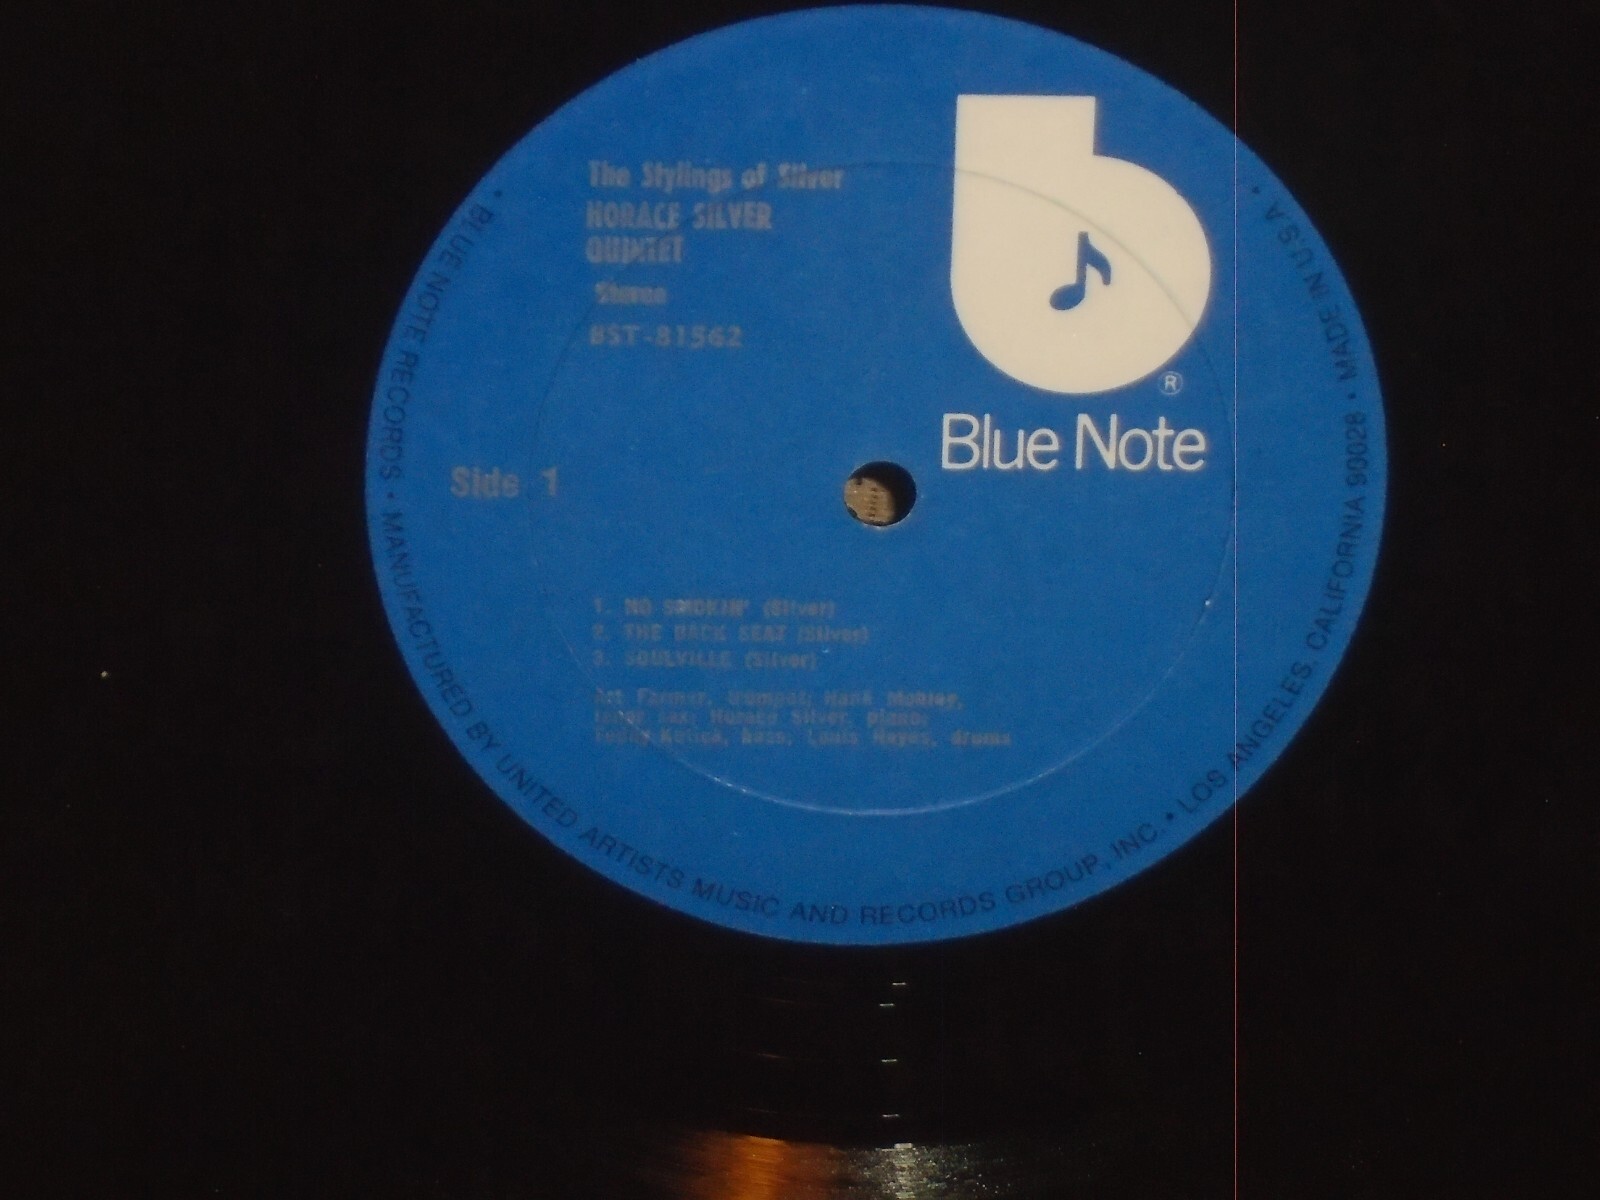 The Stylings of Silver
HORACE SILVER
QUINTET
Stereo
BST-81562
®
Blue Note
Side 1
1. NO SMOKIN' (Silver)
2. THE BACK SEAT (Silver)
3. SOULVILLE (Silver)
Art Farmer, trumpet; Hank Mobley,
tenor sax; Horace Silver, piano;
Teddy Kotick, bass; Louis Hayes, drums
• BLUE NOTE RECORDS • MANUFACTURED BY UNITED ARTISTS MUSIC AND RECORDS GROUP, INC. • LOS ANGELES, CALIFORNIA 90028 • MADE IN U.S.A. •